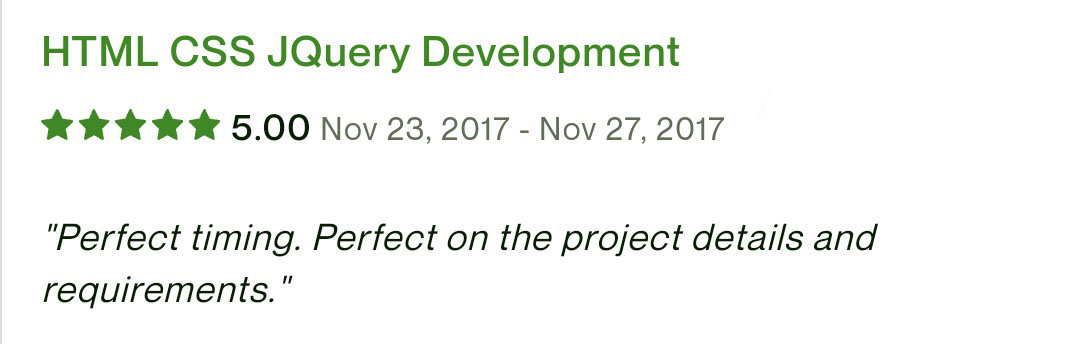 HTML CSS JQuery Development
5.00 Nov 23, 2017 - Nov 27, 2017
"Perfect timing. Perfect on the project details and
requirements."